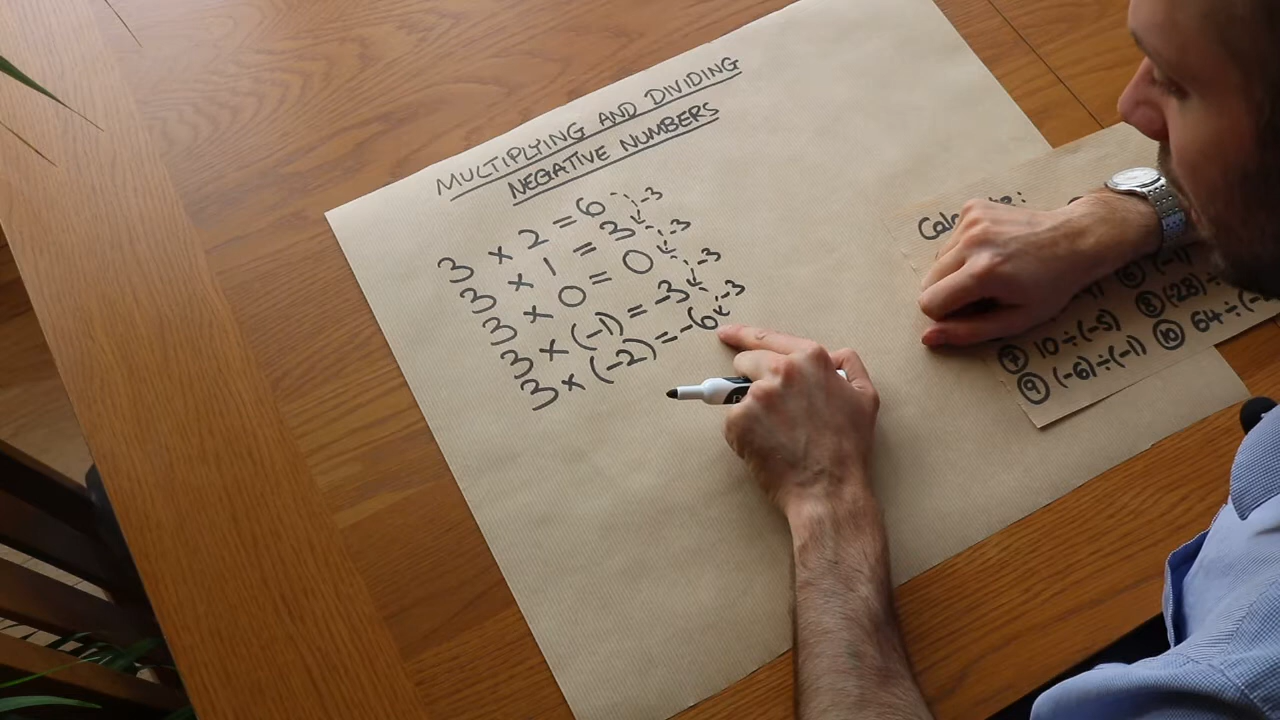 MULTIPLYING AND DIVIDING
NEGATIVE NUMBERS
3 × 2 = 6 -3
3 × 1 = 3 -3
3 × 0 = 0 -3
3 × (-1) = -3 -3
3 × (-2) = -6
⑥ (-1)
⑦ 10÷(-5)
⑧ (28)÷
⑨ (-6)÷(-1)
⑩ 64÷